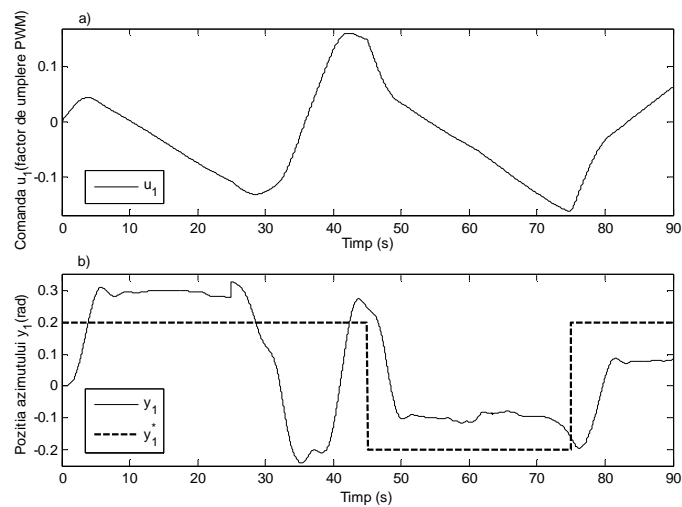 a)
Comanda u1(factor de umplere PWM)
0.1
0
-0.1
u1
0 10 20 30 40 50 60 70 80 90
Timp (s)
b)
Pozitia azimutului y1(rad)
0.3
0.2
0.1
0
-0.1
-0.2
y1
y1*
0 10 20 30 40 50 60 70 80 90
Timp (s)